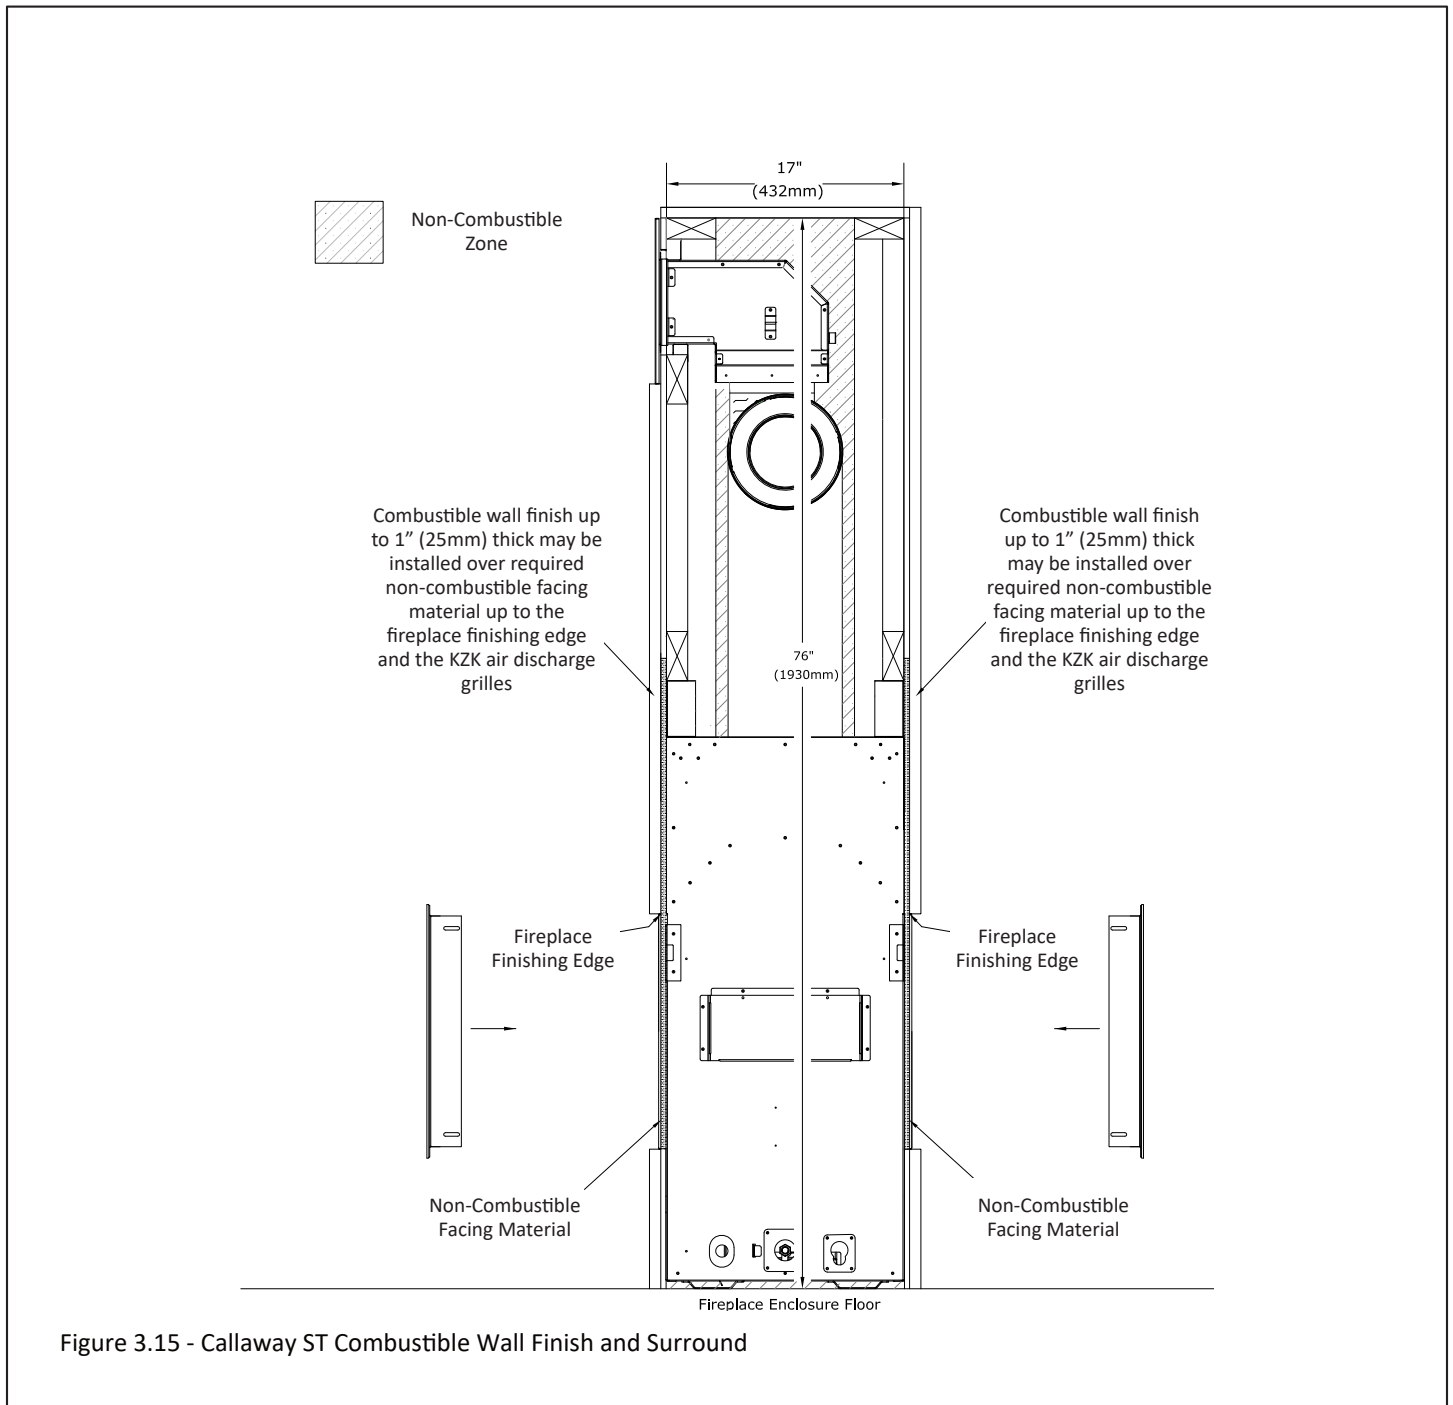 17"
(432mm)
Non-Combustible
Zone
Combustible wall finish up
to 1” (25mm) thick may be
installed over required
non-combustible facing
material up to the
fireplace finishing edge
and the KZK air discharge
grilles
Combustible wall finish
up to 1” (25mm) thick
may be installed over
required non-combustible
facing material up to the
fireplace finishing edge
and the KZK air discharge
grilles
76"
(1930mm)
Fireplace
Finishing Edge
Fireplace
Finishing Edge
Non-Combustible
Facing Material
Non-Combustible
Facing Material
Fireplace Enclosure Floor
Figure 3.15 - Callaway ST Combustible Wall Finish and Surround